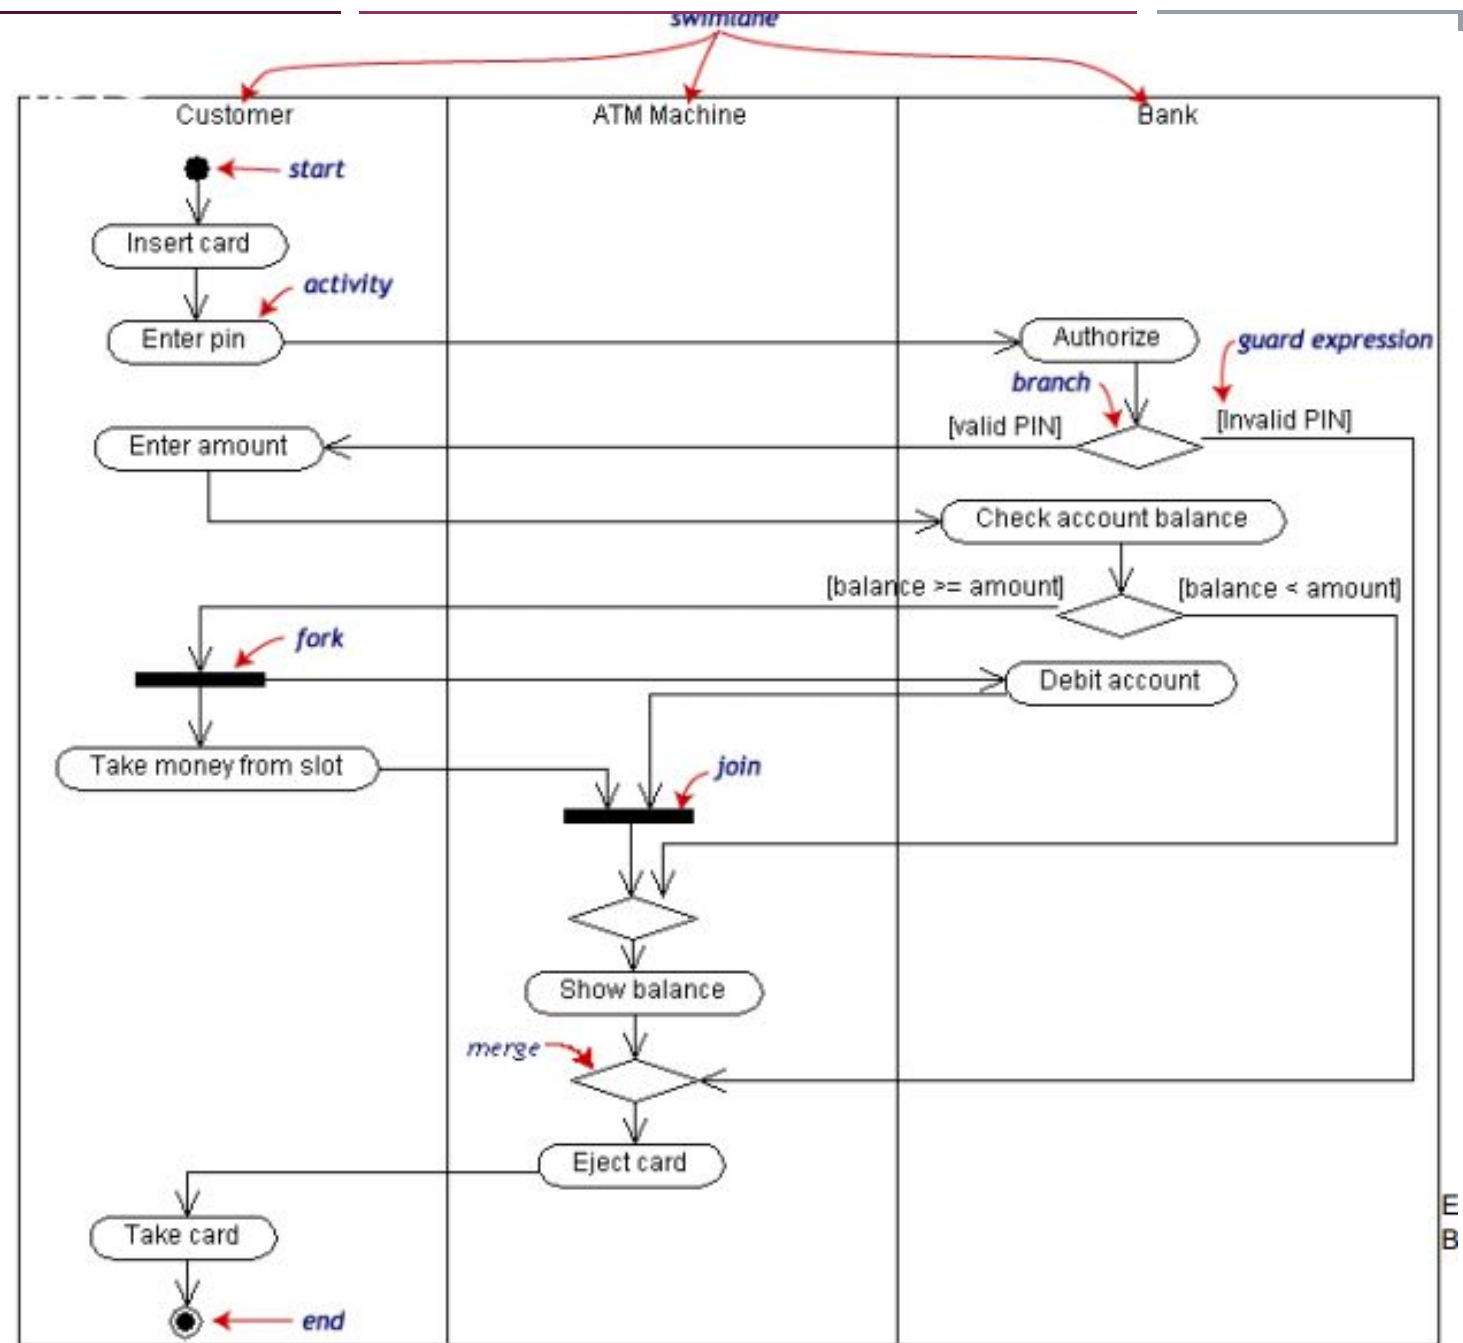 swimlane
Customer
ATM Machine
Bank
start
Insert card
activity
Enter pin
Authorize
guard expression
branch
[valid PIN]
[Invalid PIN]
Enter amount
Check account balance
[balance >= amount]
[balance < amount]
fork
Debit account
Take money from slot
join
Show balance
merge
Eject card
Take card
end
E
B